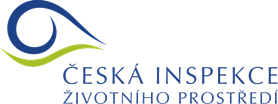 ČESKÁ INSPEKCE
ŽIVOTNÍHO PROSTŘEDÍ